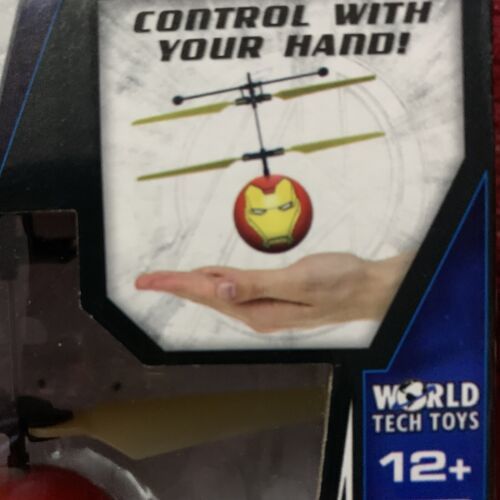 CONTROL WITH
YOUR HAND!
WORLD
TECH TOYS
12+